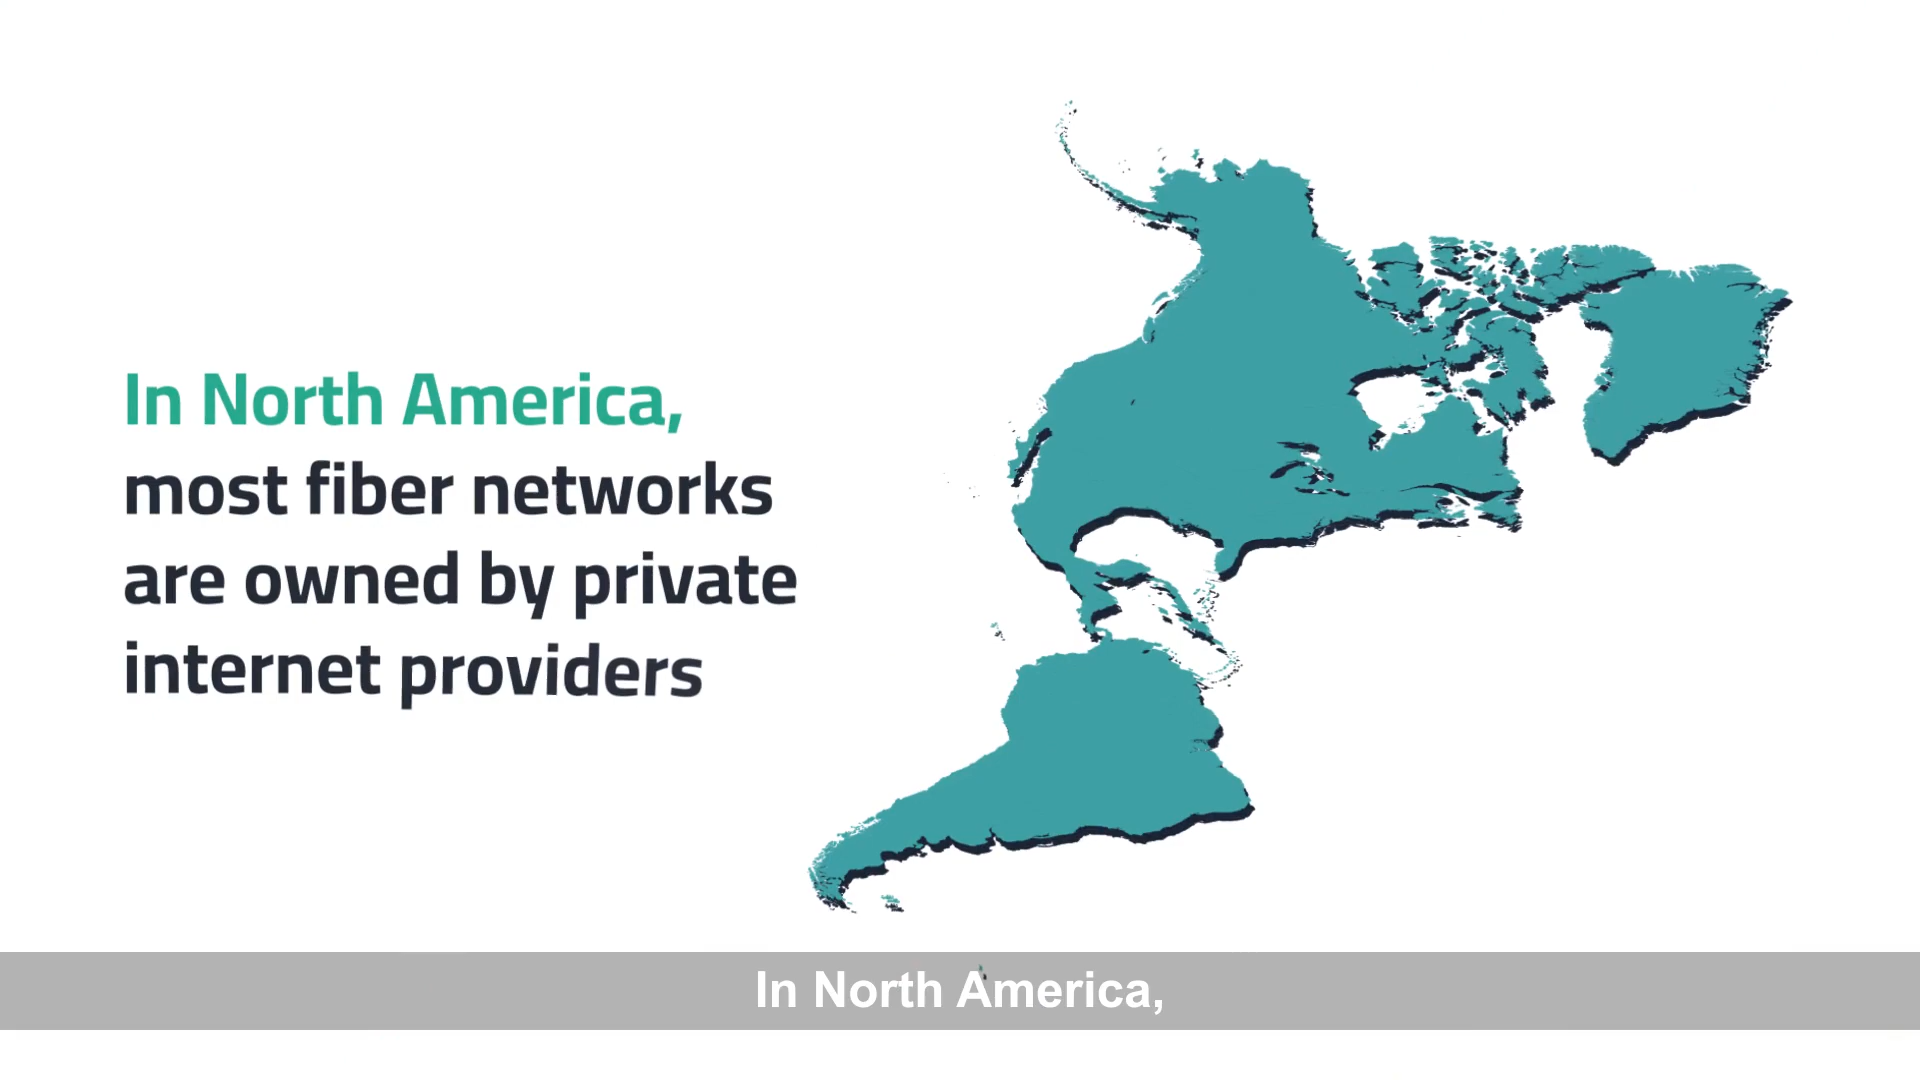 In North America,
most fiber networks
are owned by private
internet providers
In North America,